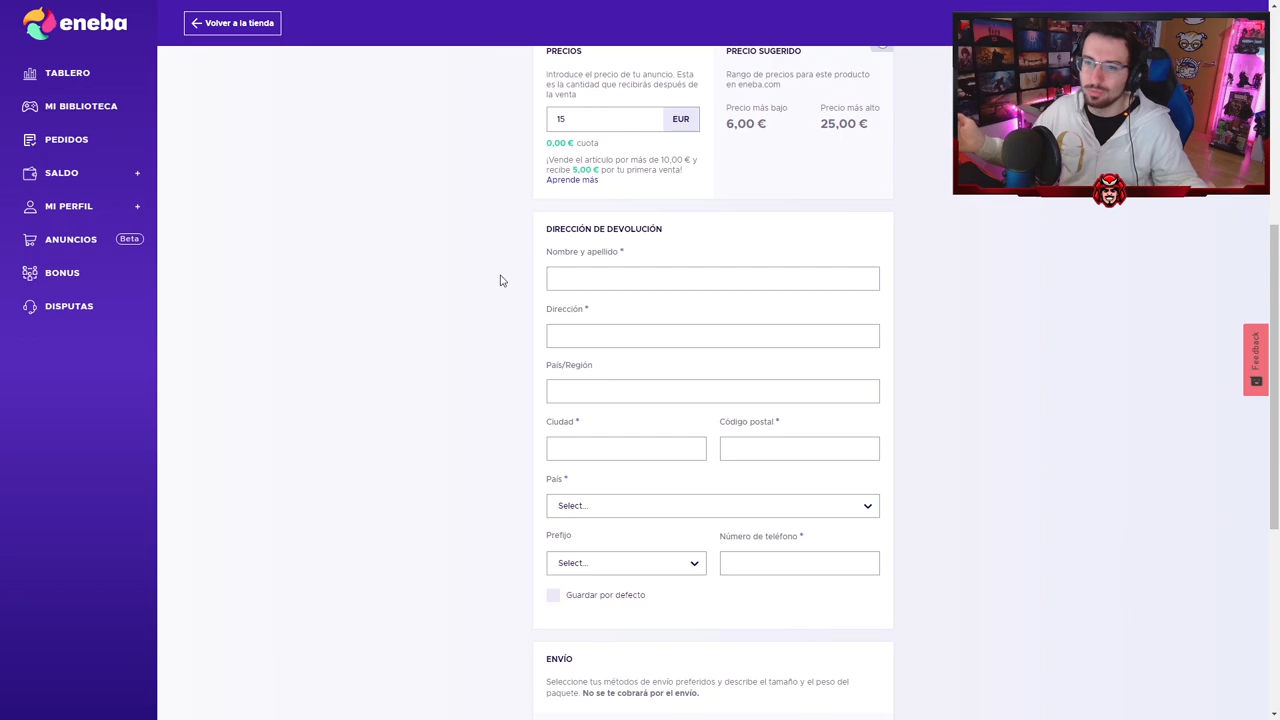 eneba
Volver a la tienda
TABLERO
MI BIBLIOTECA
PEDIDOS
SALDO +
MI PERFIL +
ANUNCIOS Beta
BONUS
DISPUTAS
PRECIOS
Introduce el precio de tu anuncio. Esta
es la cantidad que recibirás después de
la venta
15 EUR
0,00 € cuota
¡Vende el artículo por más de 10,00 € y
recibe 5,00 € por tu primera venta!
Aprende más
PRECIO SUGERIDO
Rango de precios para este producto
en eneba.com
Precio más bajo Precio más alto
6,00 € 25,00 €
DIRECCIÓN DE DEVOLUCIÓN
Nombre y apellido *
Dirección *
País/Región
Ciudad * Código postal *
País *
Select...
Prefijo Número de teléfono *
Select...
Guardar por defecto
ENVÍO
Seleccione tus métodos de envío preferidos y describe el tamaño y el peso del
paquete. No se te cobrará por el envío.
Feedback